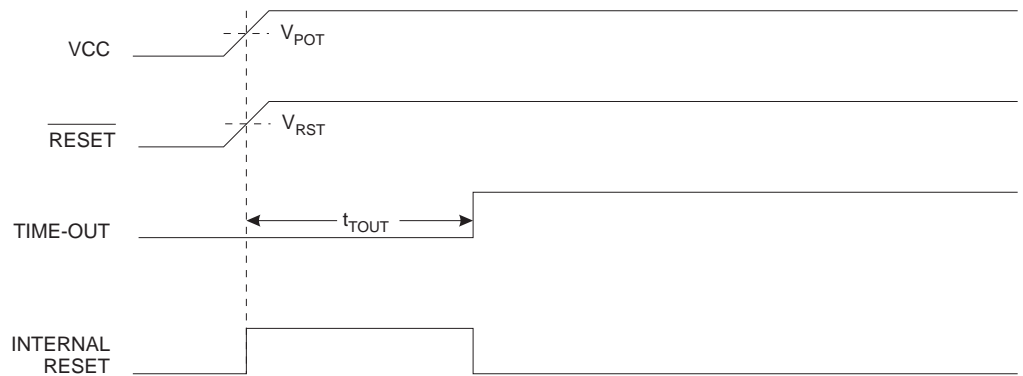 VCC
V_POT
RESET
V_RST
TIME-OUT
t_TOUT
INTERNAL
RESET